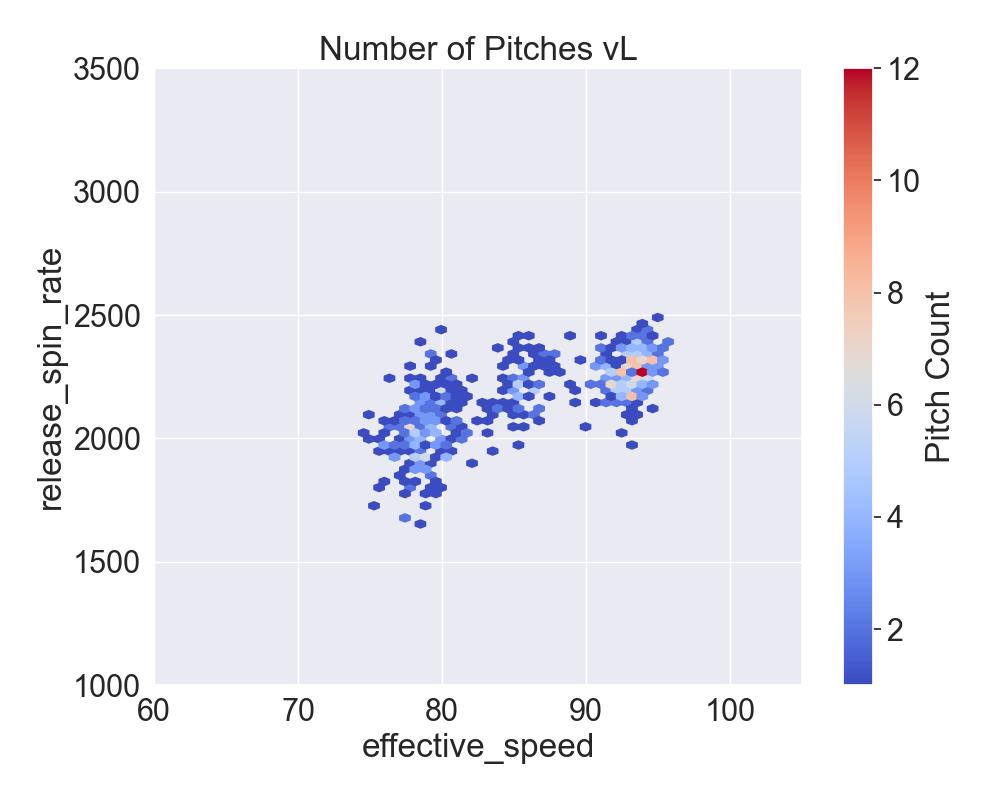 Number of Pitches vL
3500
3000
2500
2000
1500
1000
release_spin_rate
60 70 80 90 100
effective_speed
12
10
8
6
4
2
Pitch Count